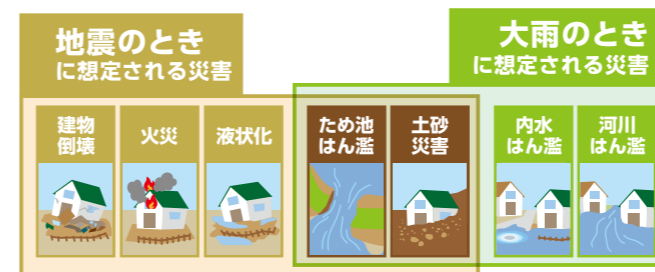 地震のとき
に想定される災害
大雨のとき
に想定される災害
建物
倒壊
火災
液状化
ため池
はん濫
土砂
災害
内水
はん濫
河川
はん濫